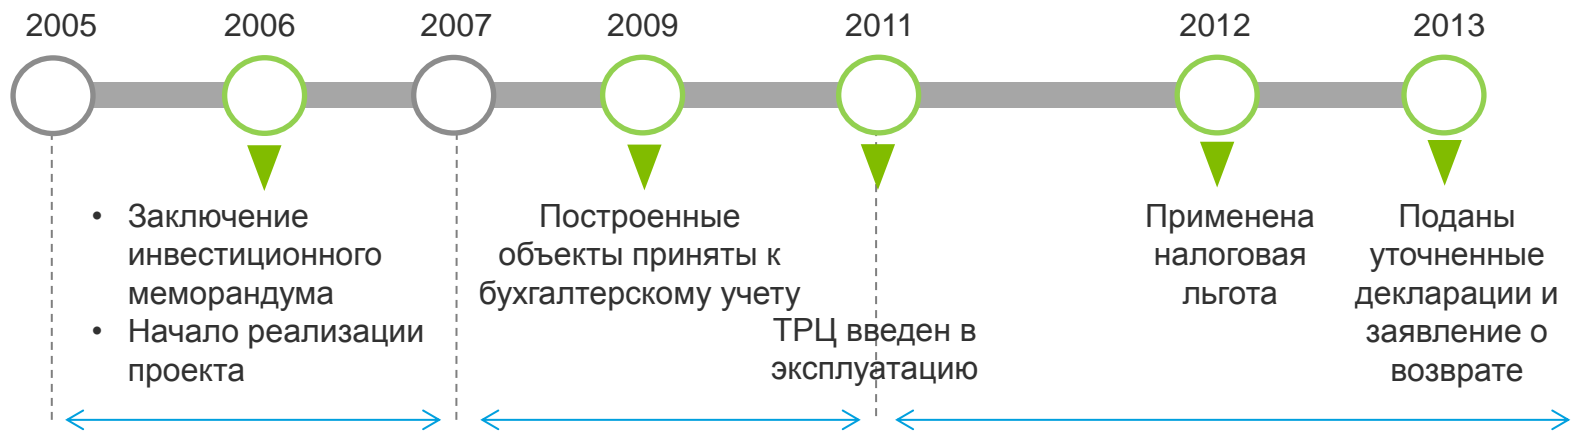 2005
2006
2007
2009
2011
2012
2013
• Заключение
инвестиционного
меморандума
• Начало реализации
проекта
Построенные
объекты приняты к
бухгалтерскому учету
ТРЦ введен в
эксплуатацию
Применена
налоговая
льгота
Поданы
уточненные
декларации и
заявление о
возврате